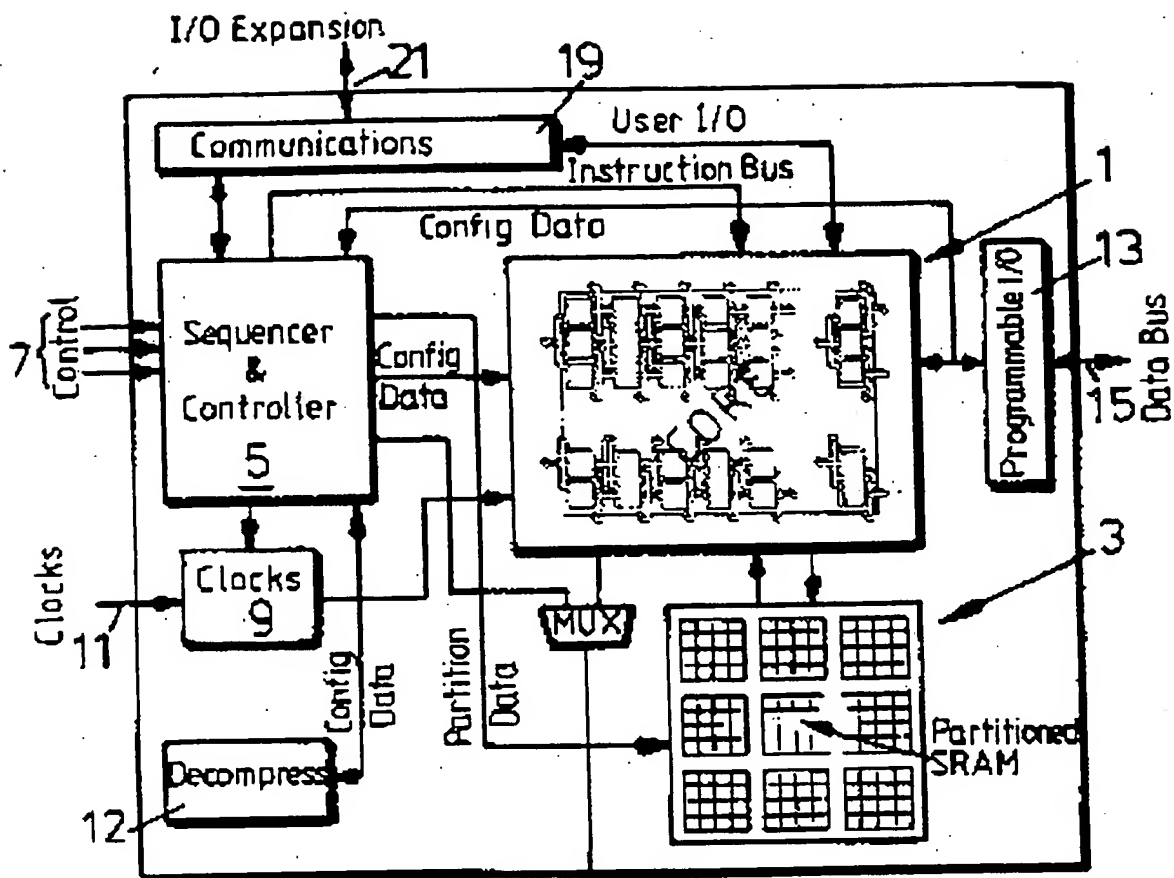 I/O Expansion
21
19
Communications
User I/O
Instruction Bus
1
Config Data
13
7
Control
Sequencer
&
Controller
5
Config
Data
CORE
Programmable I/O
15
Data Bus
3
Clocks
11
Clocks
9
MUX
Config
Data
Partition
Data
Partitioned
SRAM
Decompress
12